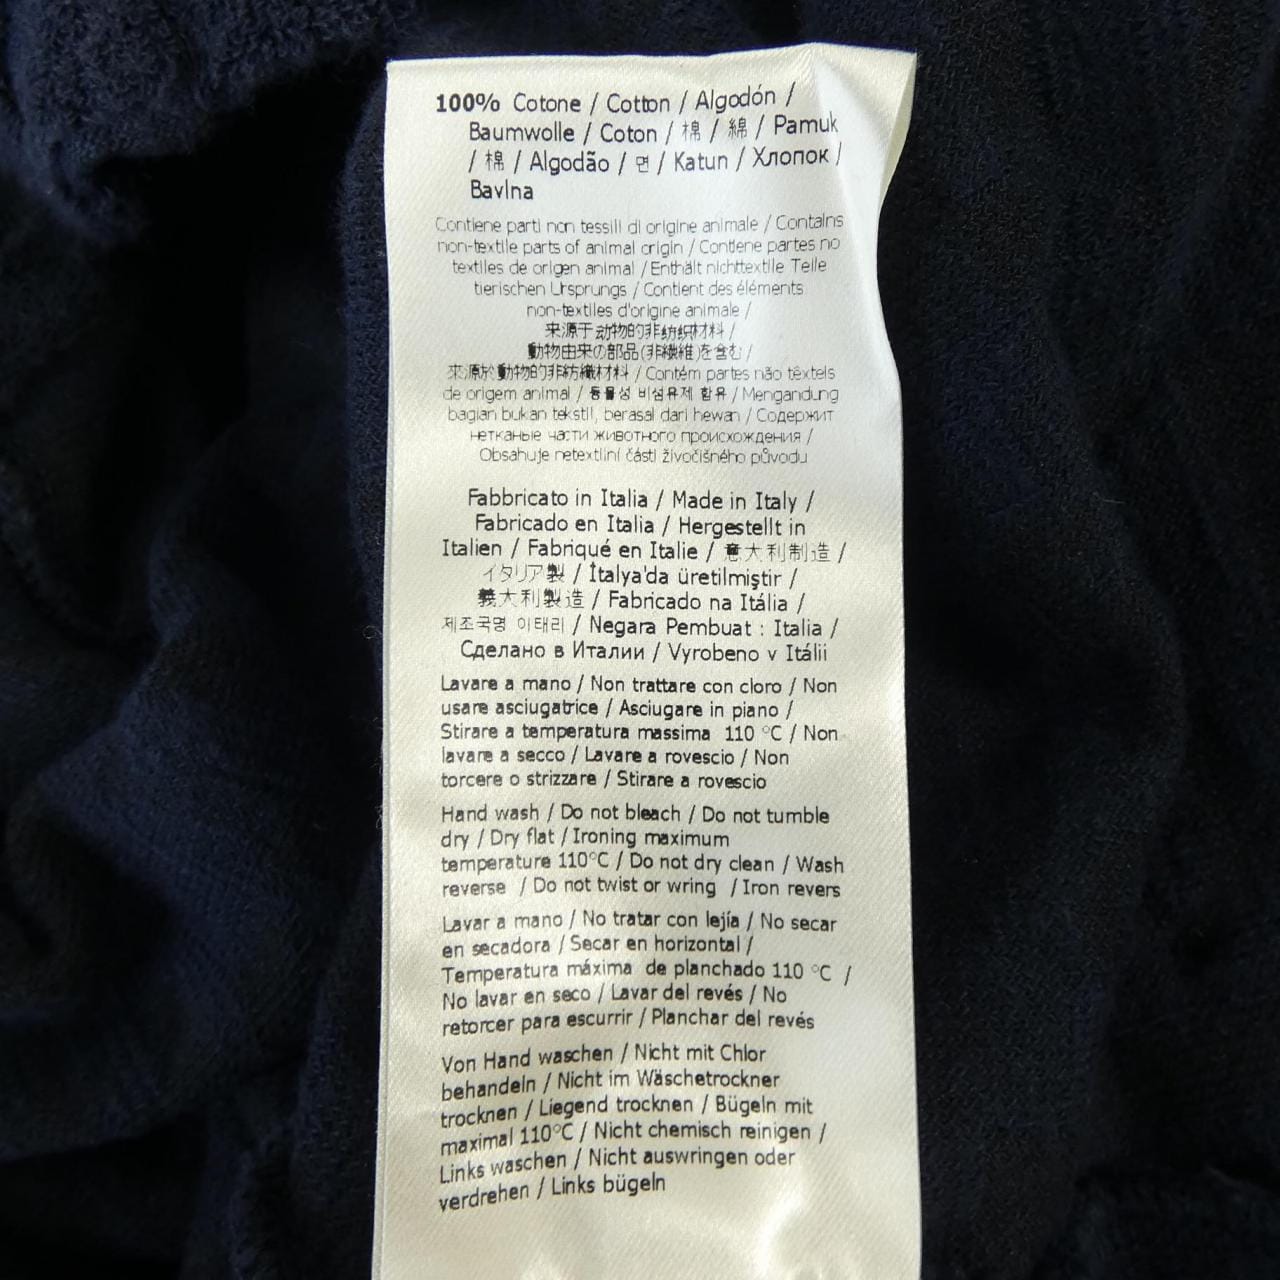 100% Cotone / Cotton / Algodón /
Baumwolle / Coton / 棉 / 綿 / Pamuk
/ 棉 / Algodão / 면 / Katun / Хлопок /
Bavlna
Contiene parti non tessili di origine animale / Contains
non-textile parts of animal origin / Contiene partes no
textiles de origen animal / Enthält nichttextile Teile
tierischen Ursprungs / Contient des éléments
non-textiles d'origine animale /
来源于动物的非纺织材料 /
動物由来の部品(非繊維)を含む /
來源於動物的非紡織材料 / Contém partes não têxteis
de origem animal / 동물성 비섬유제 함유 / Mengandung
bagian bukan tekstil, berasal dari hewan / Содержит
нетканые части животного происхождения /
Obsahuje netextilní části živočišného původu
Fabbricato in Italia / Made in Italy /
Fabricado en Italia / Hergestellt in
Italien / Fabriqué en Italie / 意大利制造 /
イタリア製 / İtalya'da üretilmiştir /
義大利製造 / Fabricado na Itália /
제조국명 이태리 / Negara Pembuat : Italia /
Сделано в Италии / Vyrobeno v Itálii
Lavare a mano / Non trattare con cloro / Non
usare asciugatrice / Asciugare in piano /
Stirare a temperatura massima 110 °C / Non
lavare a secco / Lavare a rovescio / Non
torcere o strizzare / Stirare a rovescio
Hand wash / Do not bleach / Do not tumble
dry / Dry flat / Ironing maximum
temperature 110°C / Do not dry clean / Wash
reverse / Do not twist or wring / Iron revers
Lavar a mano / No tratar con lejía / No secar
en secadora / Secar en horizontal /
Temperatura máxima de planchado 110 °C /
No lavar en seco / Lavar del revés / No
retorcer para escurrir / Planchar del revés
Von Hand waschen / Nicht mit Chlor
behandeln / Nicht im Wäschetrockner
trocknen / Liegend trocknen / Bügeln mit
maximal 110°C / Nicht chemisch reinigen /
Links waschen / Nicht auswringen oder
verdrehen / Links bügeln